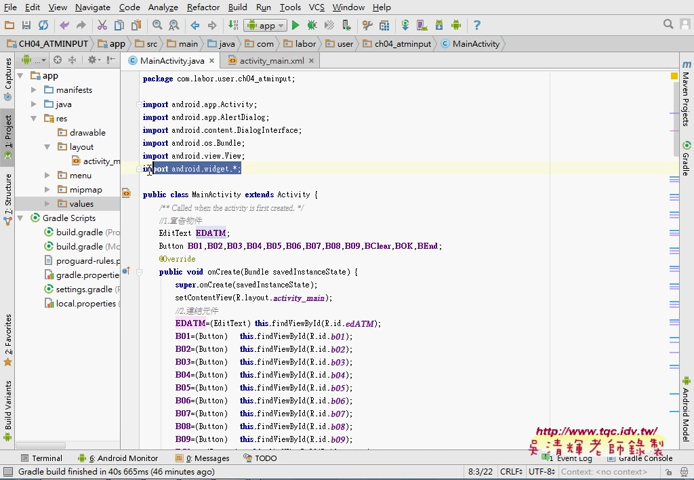 File Edit View Navigate Code Analyze Refactor Build Run Tools VCS Window Help
app
CH04_ATMINPUT app src main java com labor user ch04_atminput MainActivity
app
manifests
java
res
drawable
layout
activity_m
menu
mipmap
values
Gradle Scripts
build.gradle
build.gradle
proguard-rules.p
gradle.properties
settings.gradle
local.properties
Captures
1: Project
7: Structure
2: Favorites
Build Variants
MainActivity.java activity_main.xml
package com.labor.user.ch04_atminput;
import android.app.Activity;
import android.app.AlertDialog;
import android.content.DialogInterface;
import android.os.Bundle;
import android.view.View;
import android.widget.*;
public class MainActivity extends Activity {
/** Called when the activity is first created. */
//1.宣告物件
EditText EDATM;
Button B01,B02,B03,B04,B05,B06,B07,B08,B09,BClear,BOK,BEnd;
@Override
public void onCreate(Bundle savedInstanceState) {
super.onCreate(savedInstanceState);
setContentView(R.layout.activity_main);
//2.連結元件
EDATM=(EditText) this.findViewById(R.id.edATM);
B01=(Button) this.findViewById(R.id.b01);
B02=(Button) this.findViewById(R.id.b02);
B03=(Button) this.findViewById(R.id.b03);
B04=(Button) this.findViewById(R.id.b04);
B05=(Button) this.findViewById(R.id.b05);
B06=(Button) this.findViewById(R.id.b06);
B07=(Button) this.findViewById(R.id.b07);
B08=(Button) this.findViewById(R.id.b08);
B09=(Button) this.findViewById(R.id.b09);
Maven Projects
Gradle
Android Model
http://www.tqc.idv.tw/
吳清輝老師錄製
Terminal 6: Android Monitor 0: Messages TODO
1 Event Log Gradle Console
Gradle build finished in 40s 665ms (46 minutes ago)
8:3/22 CRLF UTF-8 Context: <no context>